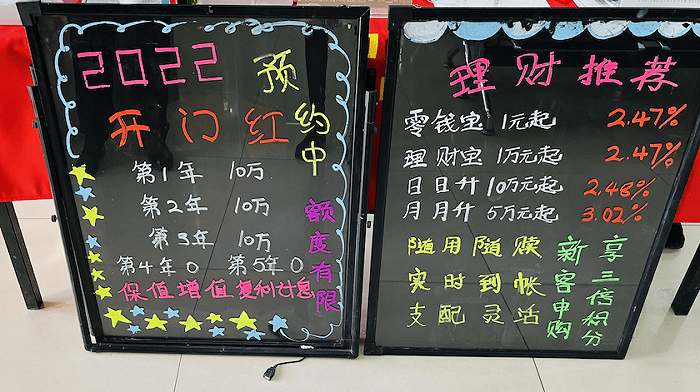 2022 预约中
开门红
第1年 10万
第2年 10万
第3年 10万
第4年 0 第5年 0
保值增值复利计息
额度有限
理财推荐
零钱宝 1元起 2.47%
理财宝 1万元起 2.47%
日日升 10万元起 2.48%
月月升 5万元起 3.02%
随用随赎
实时到帐
支配灵活
新客申购
享三倍积分